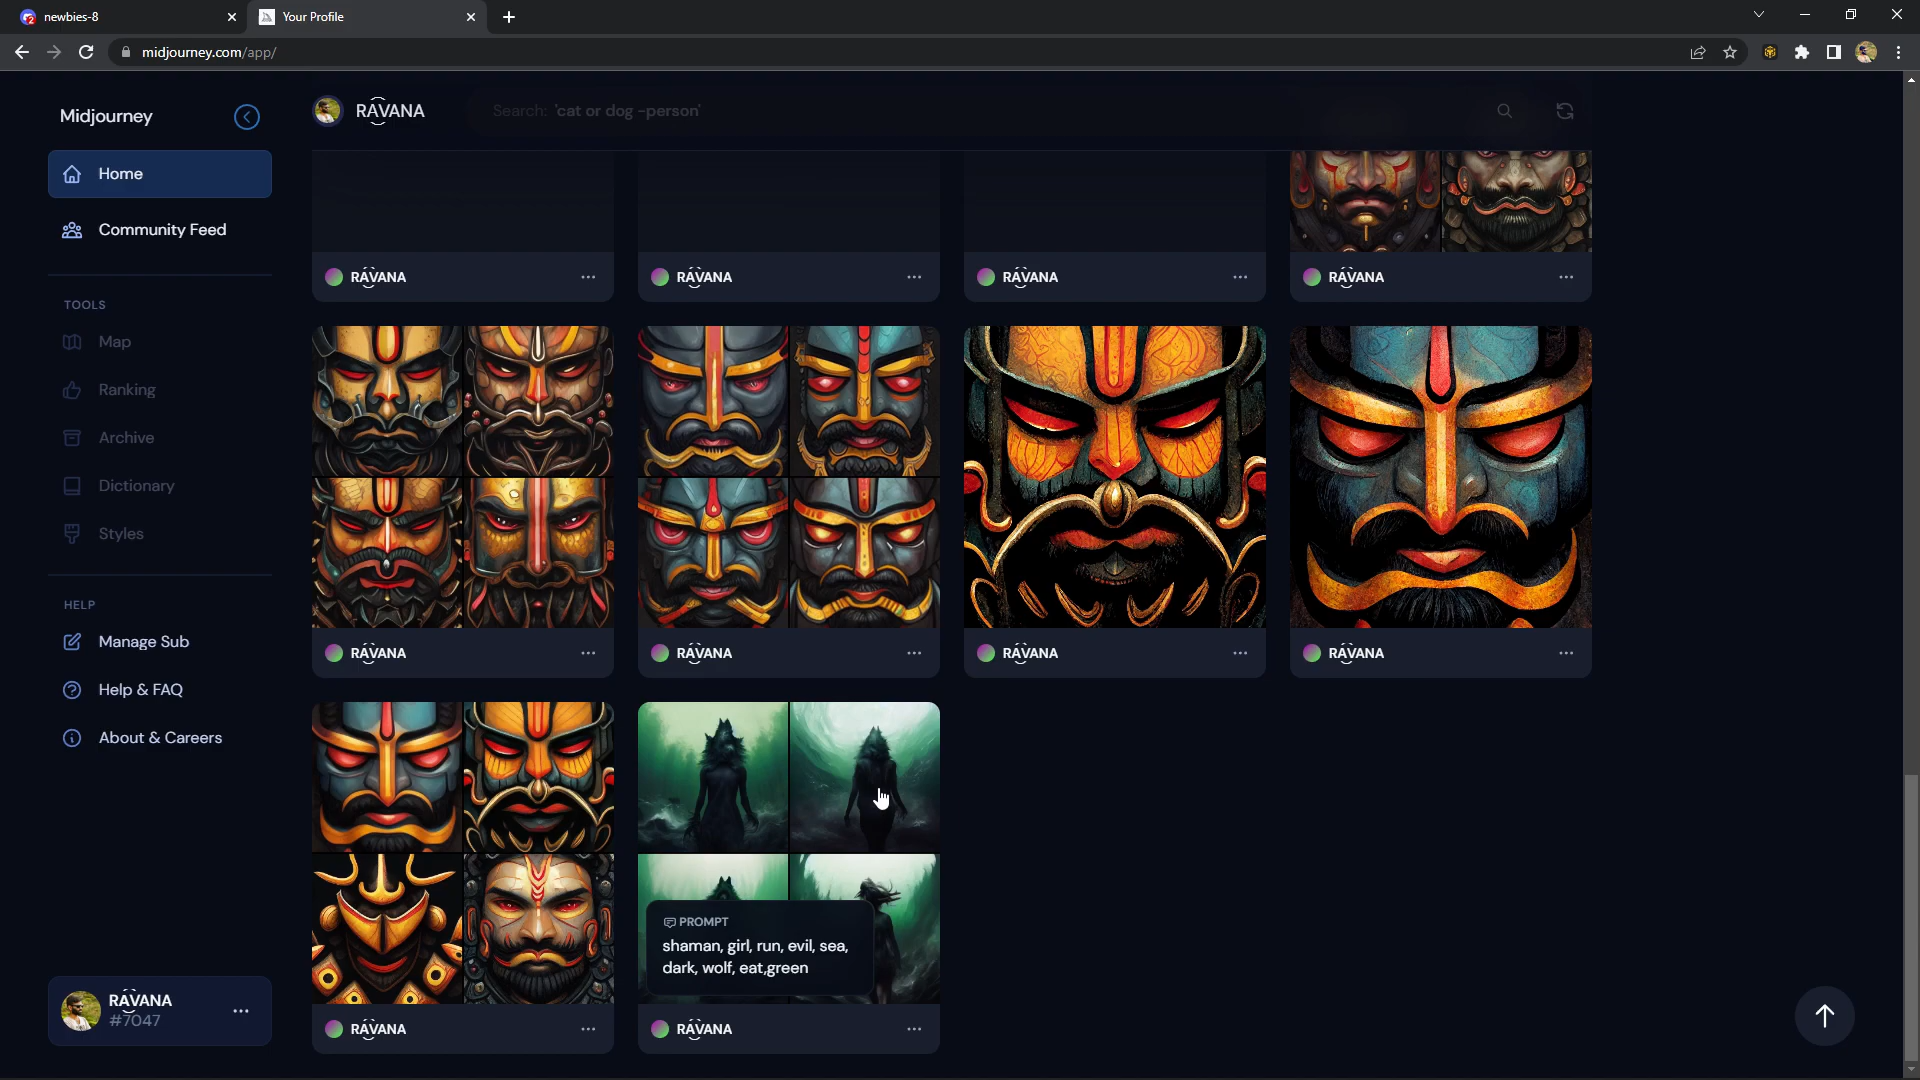 newbies-8
Your Profile
midjourney.com/app/
Midjourney
RAVANA
Search: 'cat or dog -person'
Home
Community Feed
RAVANA
RAVANA
RAVANA
RAVANA
TOOLS
Map
Ranking
Archive
Dictionary
Styles
HELP
Manage Sub
Help & FAQ
About & Careers
RAVANA
RAVANA
RAVANA
RAVANA
PROMPT
shaman, girl, run, evil, sea,
dark, wolf, eat,green
RAVANA
#7047
RAVANA
RAVANA